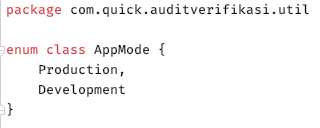 package com.quick.auditverifikasi.util
enum class AppMode {
    Production,
    Development
}